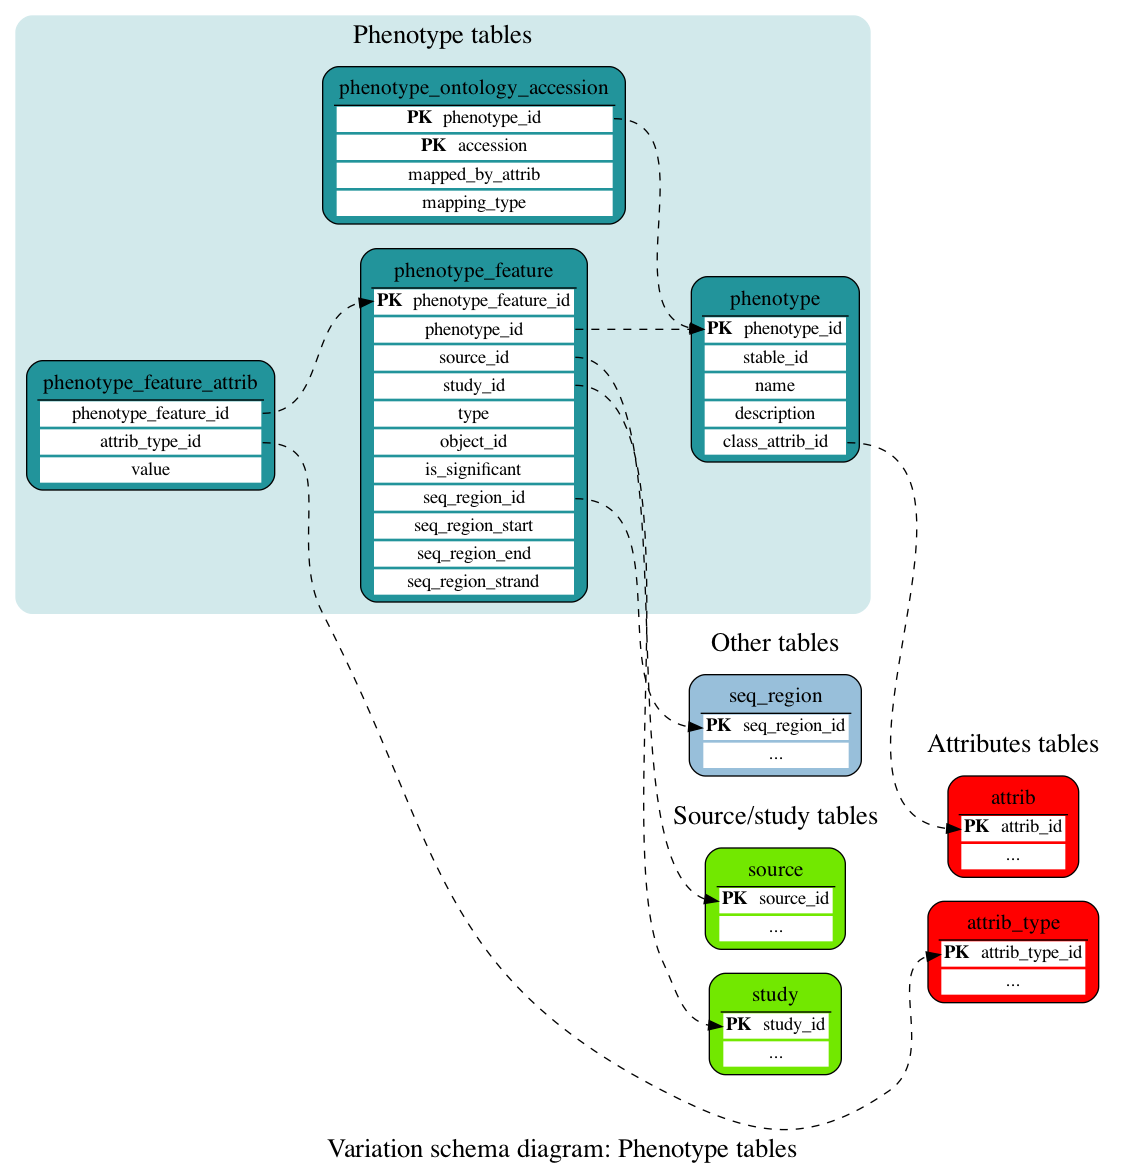 Phenotype tables
phenotype_ontology_accession
PK phenotype_id
PK accession
mapped_by_attrib
mapping_type
phenotype_feature
PK phenotype_feature_id
phenotype_id
source_id
study_id
type
object_id
is_significant
seq_region_id
seq_region_start
seq_region_end
seq_region_strand
phenotype
PK phenotype_id
stable_id
name
description
class_attrib_id
phenotype_feature_attrib
phenotype_feature_id
attrib_type_id
value
Other tables
seq_region
PK seq_region_id
...
Attributes tables
attrib
PK attrib_id
...
attrib_type
PK attrib_type_id
...
Source/study tables
source
PK source_id
...
study
PK study_id
...
Variation schema diagram: Phenotype tables